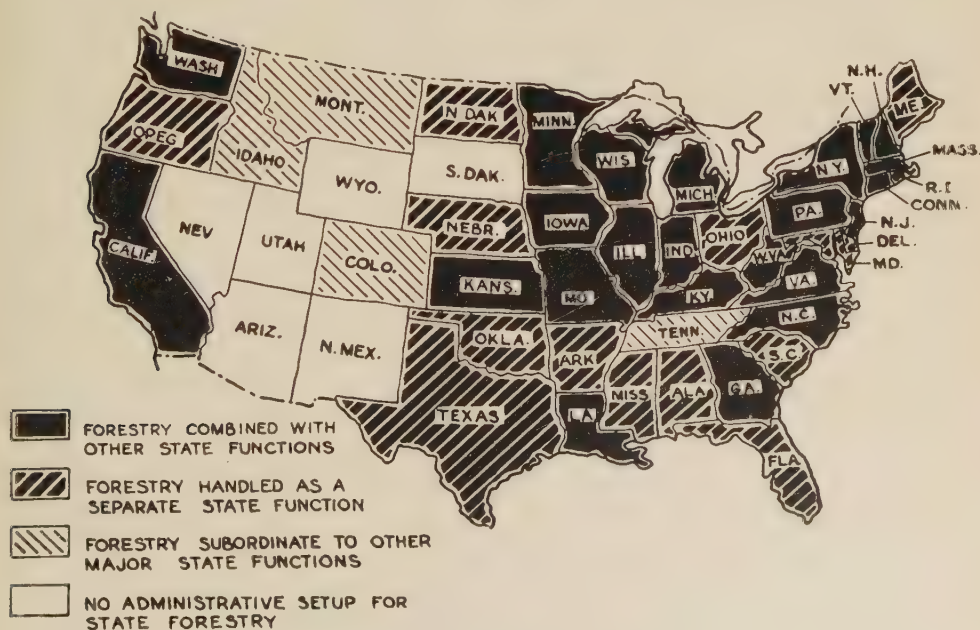 WASH
OREG
CALIF.
NEV
IDAHO
MONT.
WYO.
UTAH
COLO.
ARIZ.
N.MEX.
N DAK
S.DAK.
NEBR.
KANS.
OKLA.
TEXAS
MINN.
IOWA
MO.
ARK
LA
WIS
ILL
MICH
IND.
OHIO
KY.
TENN.
MISS
ALA
GA.
FLA
S.C.
N.C.
VA.
W.VA
PA.
N.Y.
VT.
N.H.
ME.
MASS.
R.I
CONN.
N.J.
DEL.
MD.
FORESTRY COMBINED WITH
OTHER STATE FUNCTIONS
FORESTRY HANDLED AS A
SEPARATE STATE FUNCTION
FORESTRY SUBORDINATE TO OTHER
MAJOR STATE FUNCTIONS
NO ADMINISTRATIVE SETUP FOR
STATE FORESTRY